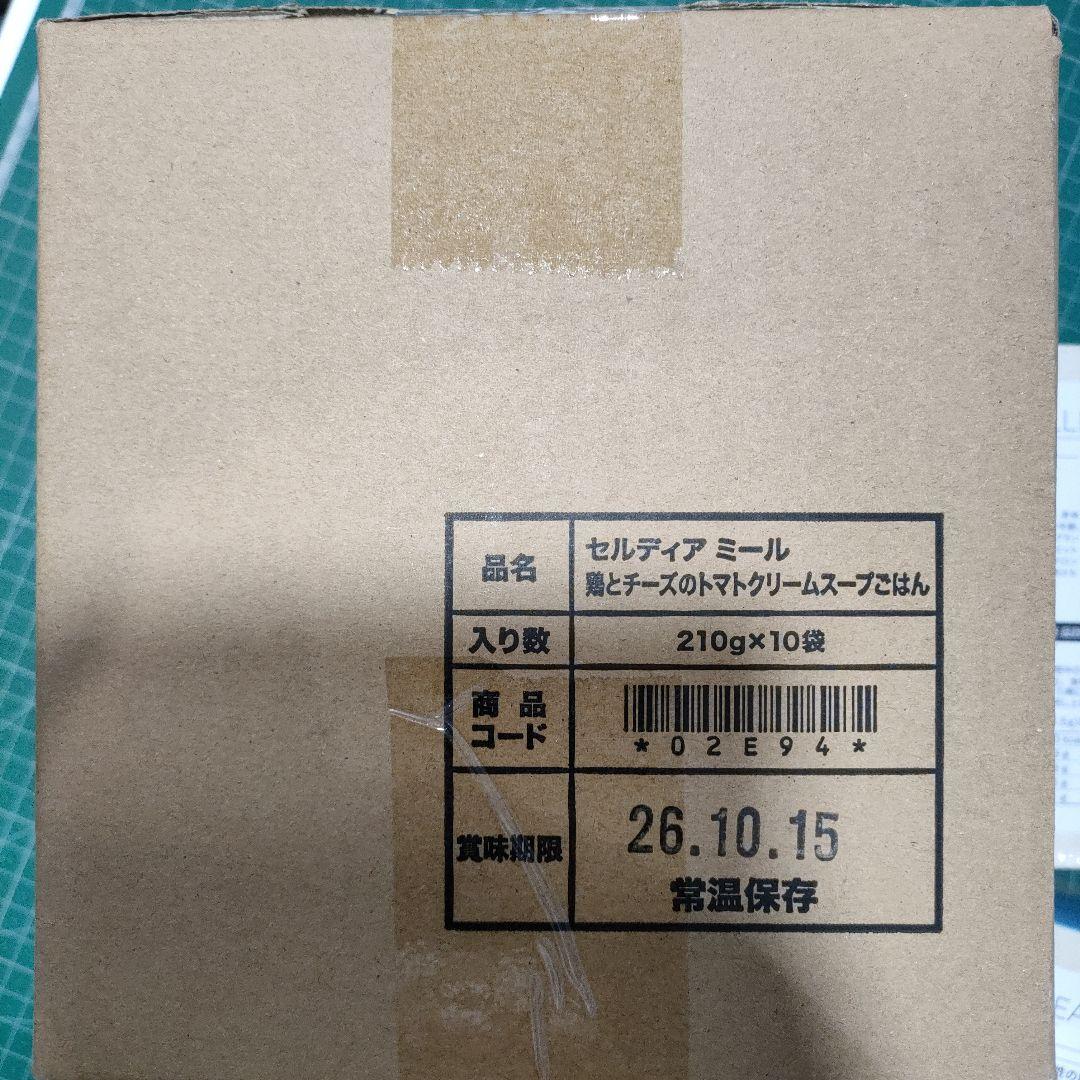 品名
セルディア ミール
鶏とチーズのトマトクリームスープごはん
入り数
210g×10袋
商品
コード
*02E94*
賞味期限
26.10.15
常温保存